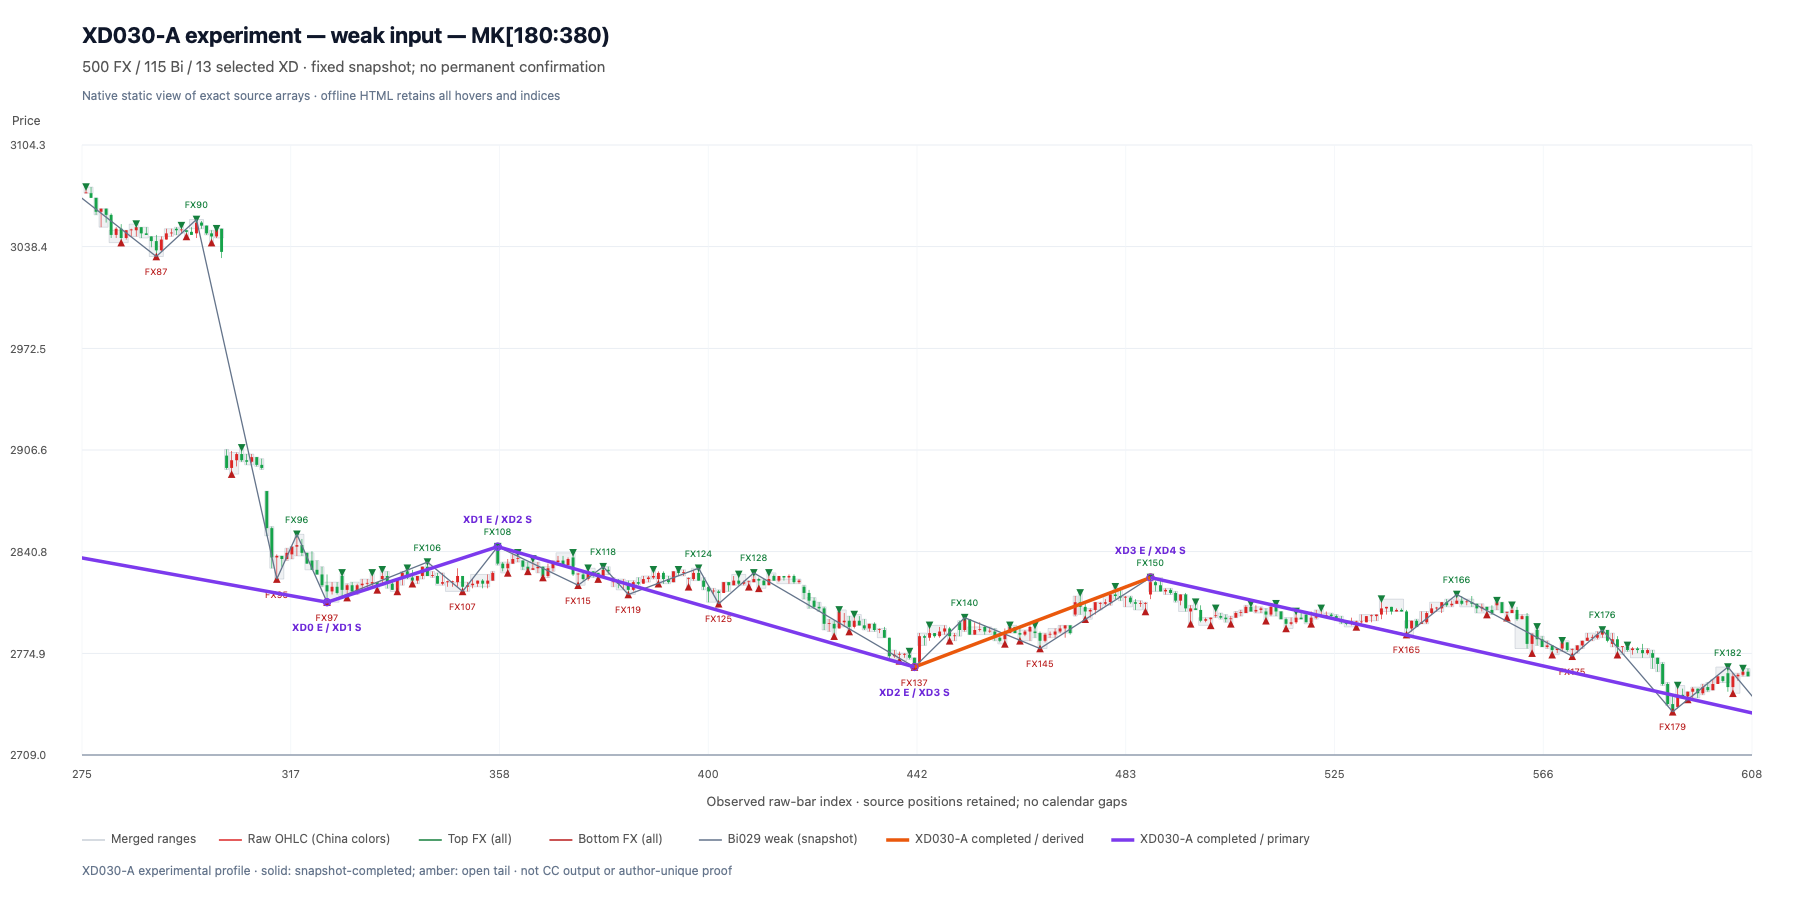 XD030-A experiment — weak input — MK[180:380)
500 FX / 115 Bi / 13 selected XD · fixed snapshot; no permanent confirmation
Native static view of exact source arrays · offline HTML retains all hovers and indices
Price
3104.3
FX90
3038.4
FX87
2972.5
2906.6
XD1 E / XD2 S
FX96
FX108
XD3 E / XD4 S
FX106
FX118
FX124
FX128
FX150
2840.8
FX166
FX95
FX107
FX115
FX119
FX140
FX97
FX125
FX176
XD0 E / XD1 S
FX165
FX182
2774.9
FX145
FX175
FX137
XD2 E / XD3 S
FX179
2709.0
275 317 358 400 442 483 525 566 608
Observed raw-bar index · source positions retained; no calendar gaps
Merged ranges Raw OHLC (China colors) Top FX (all) Bottom FX (all) Bi029 weak (snapshot) XD030-A completed / derived XD030-A completed / primary
XD030-A experimental profile · solid: snapshot-completed; amber: open tail · not CC output or author-unique proof